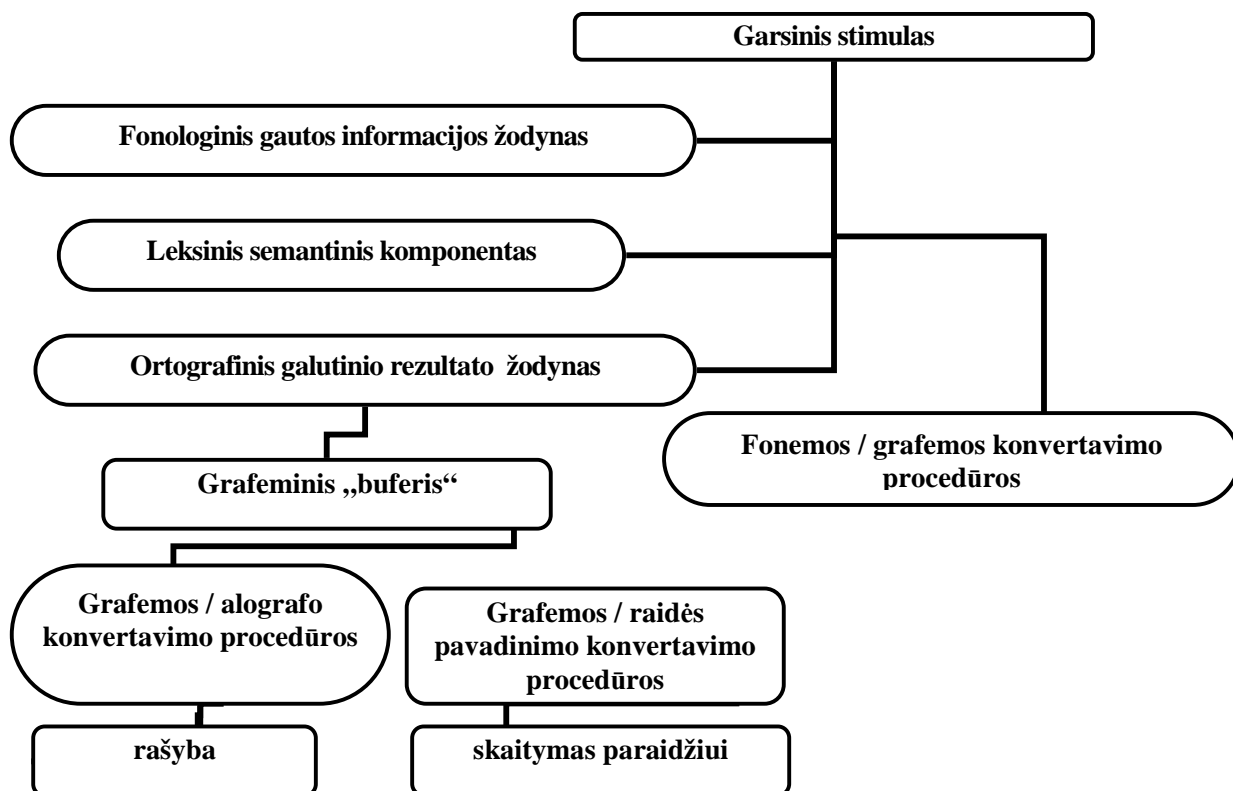 Garsinis stimulas
Fonologinis gautos informacijos žodynas
Leksinis semantinis komponentas
Ortografinis galutinio rezultato žodynas
Fonemos / grafemos konvertavimo
procedūros
Grafeminis „buferis“
Grafemos / alografo
konvertavimo procedūros
Grafemos / raidės
pavadinimo konvertavimo
procedūros
rašyba
skaitymas paraidžiui